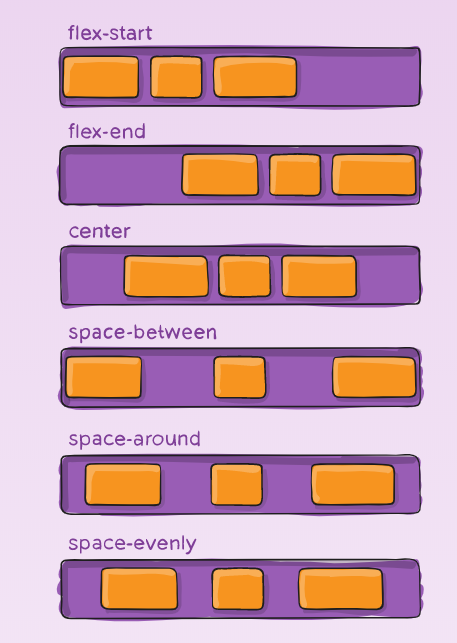 flex-start
flex-end
center
space-between
space-around
space-evenly